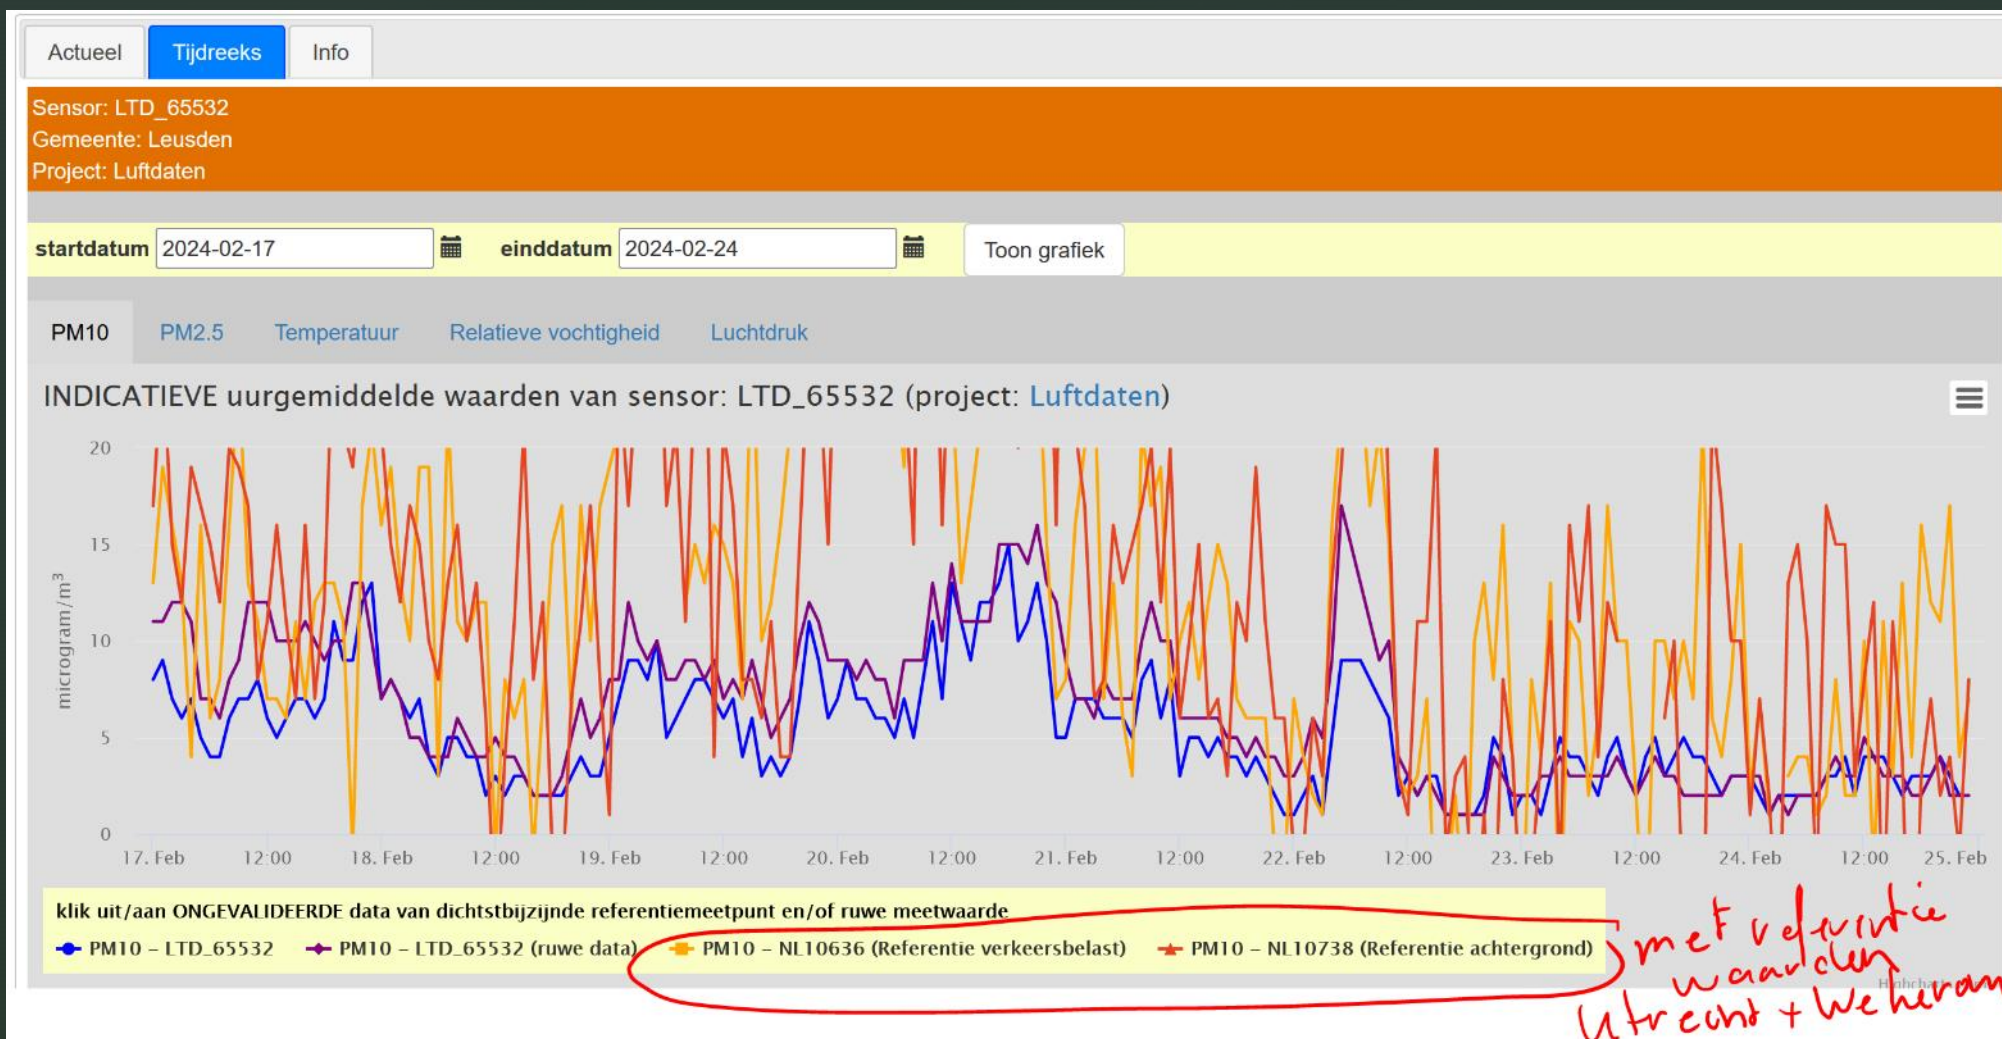 Actueel Tijdreeks Info
Sensor: LTD_65532
Gemeente: Leusden
Project: Luftdaten
startdatum 2024-02-17 einddatum 2024-02-24 Toon grafiek
PM10 PM2.5 Temperatuur Relatieve vochtigheid Luchtdruk
INDICATIEVE uurgemiddelde waarden van sensor: LTD_65532 (project: Luftdaten)
20
15
10
5
0
microgram/m³
17. Feb 12:00 18. Feb 12:00 19. Feb 12:00 20. Feb 12:00 21. Feb 12:00 22. Feb 12:00 23. Feb 12:00 24. Feb 12:00 25. Feb
klik uit/aan ONGEVALIDEERDE data van dichtstbijzijnde referentiemeetpunt en/of ruwe meetwaarde
PM10 – LTD_65532 PM10 – LTD_65532 (ruwe data) PM10 – NL10636 (Referentie verkeersbelast) PM10 – NL10738 (Referentie achtergrond)
met referentie
waarden
Utrecht +